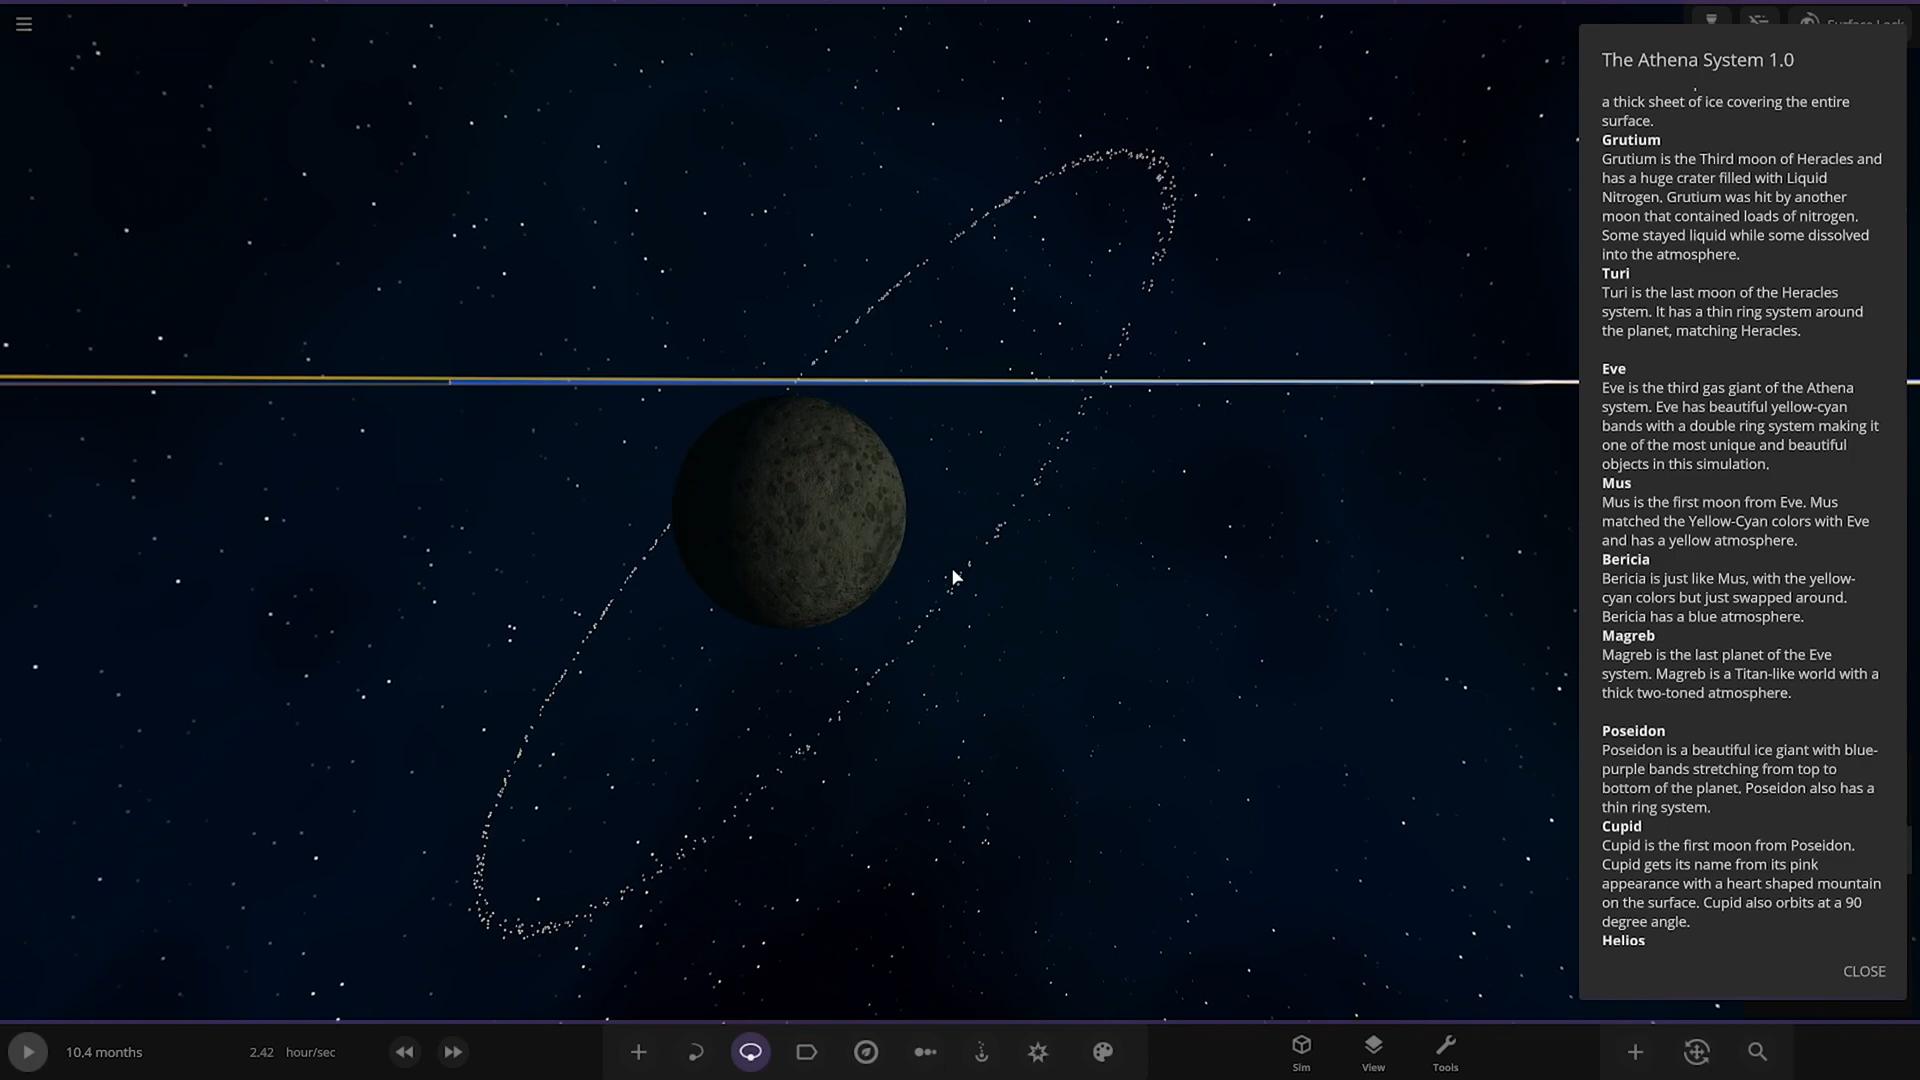 Surface Lock
The Athena System 1.0
a thick sheet of ice covering the entire
surface.
Grutium
Grutium is the Third moon of Heracles and
has a huge crater filled with Liquid
Nitrogen. Grutium was hit by another
moon that contained loads of nitrogen.
Some stayed liquid while some dissolved
into the atmosphere.
Turi
Turi is the last moon of the Heracles
system. It has a thin ring system around
the planet, matching Heracles.
Eve
Eve is the third gas giant of the Athena
system. Eve has beautiful yellow-cyan
bands with a double ring system making it
one of the most unique and beautiful
objects in this simulation.
Mus
Mus is the first moon from Eve. Mus
matched the Yellow-Cyan colors with Eve
and has a yellow atmosphere.
Bericia
Bericia is just like Mus, with the yellow-
cyan colors but just swapped around.
Bericia has a blue atmosphere.
Magreb
Magreb is the last planet of the Eve
system. Magreb is a Titan-like world with a
thick two-toned atmosphere.
Poseidon
Poseidon is a beautiful ice giant with blue-
purple bands stretching from top to
bottom of the planet. Poseidon also has a
thin ring system.
Cupid
Cupid is the first moon from Poseidon.
Cupid gets its name from its pink
appearance with a heart shaped mountain
on the surface. Cupid also orbits at a 90
degree angle.
Helios
CLOSE
10.4 months
2.42 hour/sec
Sim
View
Tools